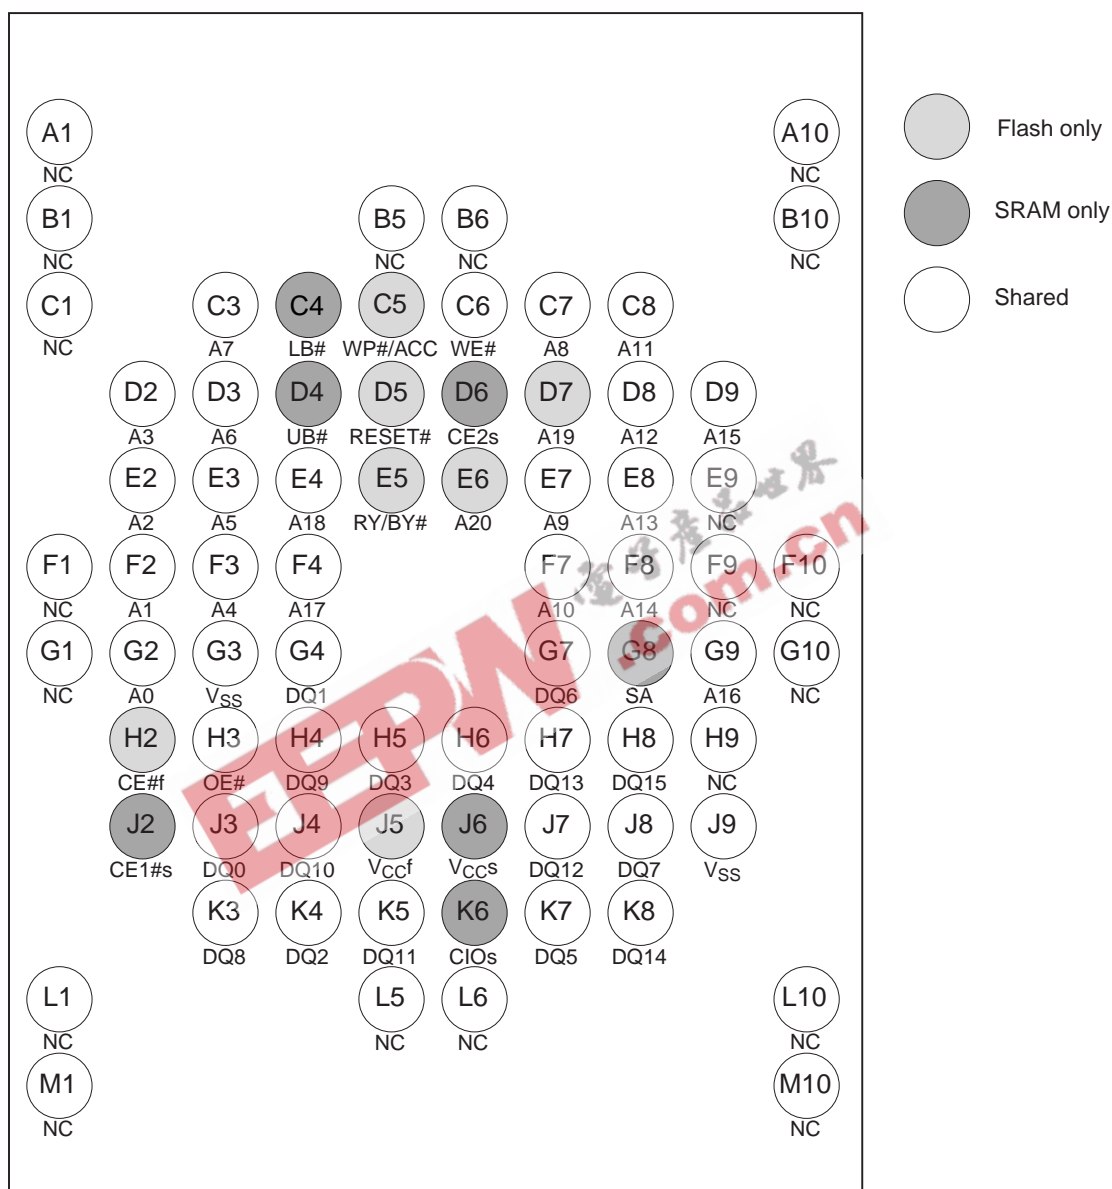 A1 A10 Flash only
NC NC
B1 B5 B6 B10 SRAM only
NC NC NC NC
C1 C3 C4 C5 C6 C7 C8 Shared
NC A7 LB# WP#/ACC WE# A8 A11
D2 D3 D4 D5 D6 D7 D8 D9
A3 A6 UB# RESET# CE2s A19 A12 A15
E2 E3 E4 E5 E6 E7 E8 E9
A2 A5 A18 RY/BY# A20 A9 A13 NC
F1 F2 F3 F4 F7 F8 F9 F10
NC A1 A4 A17 A10 A14 NC NC
G1 G2 G3 G4 G7 G8 G9 G10
NC A0 VSS DQ1 DQ6 SA A16 NC
H2 H3 H4 H5 H6 H7 H8 H9
CE#f OE# DQ9 DQ3 DQ4 DQ13 DQ15 NC
J2 J3 J4 J5 J6 J7 J8 J9
CE1#s DQ0 DQ10 VCCf VCCs DQ12 DQ7 VSS
K3 K4 K5 K6 K7 K8
DQ8 DQ2 DQ11 CIOs DQ5 DQ14
L1 L5 L6 L10
NC NC NC NC
M1 M10
NC NC
EEPW.com.cn
電子產品世界